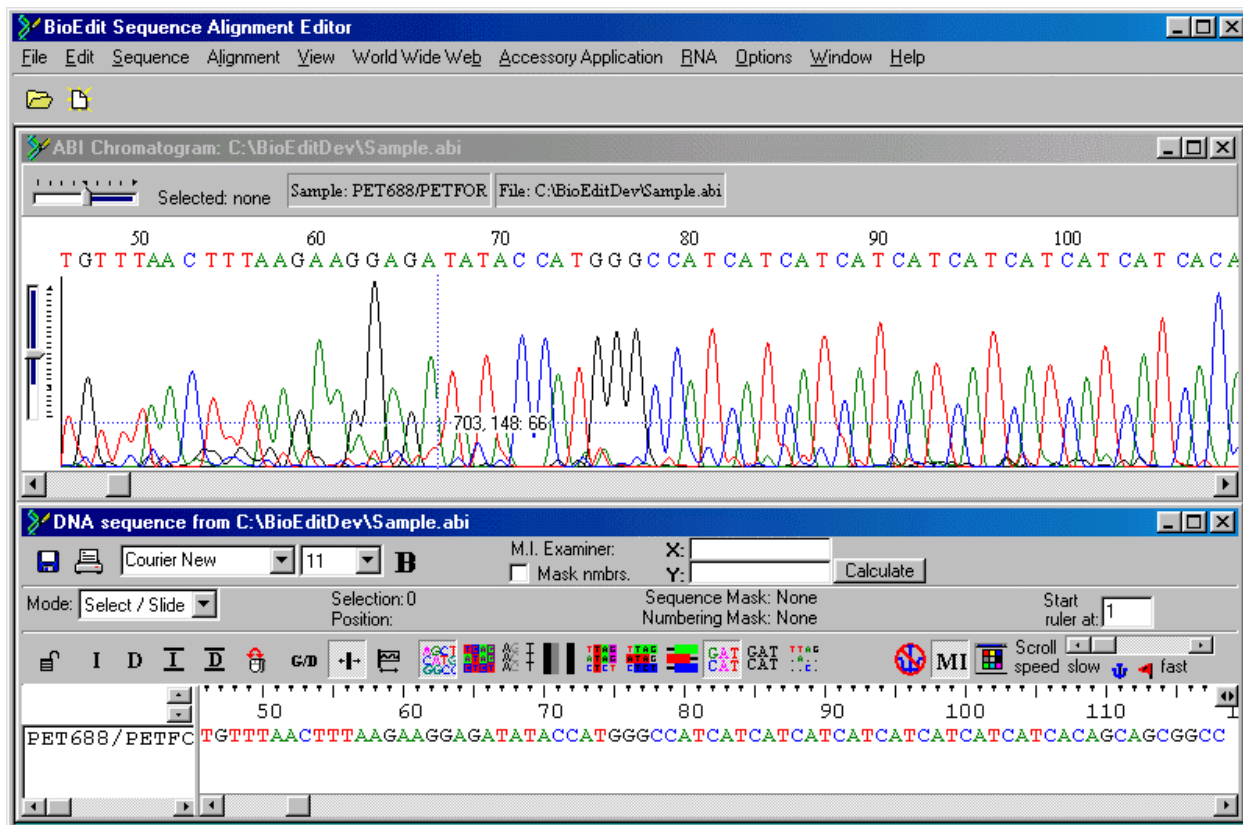 BioEdit Sequence Alignment Editor
File Edit Sequence Alignment View World Wide Web Accessory Application RNA Options Window Help
ABI Chromatogram: C:\BioEditDev\Sample.abi
Selected: none Sample: PET688/PETFOR File: C:\BioEditDev\Sample.abi
50 60 70 80 90 100
TGTTTAACTTTAAGAAGGAGATATACCATGGGCCATCATCATCATCATCATCATCATCATCACA
703, 148: 66
DNA sequence from C:\BioEditDev\Sample.abi
Courier New 11 B M.I. Examiner: X:
Mask nmbrs. Y: Calculate
Mode: Select / Slide Selection: 0 Sequence Mask: None Start
Position: Numbering Mask: None ruler at: 1
I D I D G/D GAT CAT GAT CAT MI Scroll
speed slow fast
50 60 70 80 90 100 110
PET688/PETFO TGTTTAACTTTAAGAAGGAGATATACCATGGGCCATCATCATCATCATCATCATCATCATCACAGCAGCGGCC